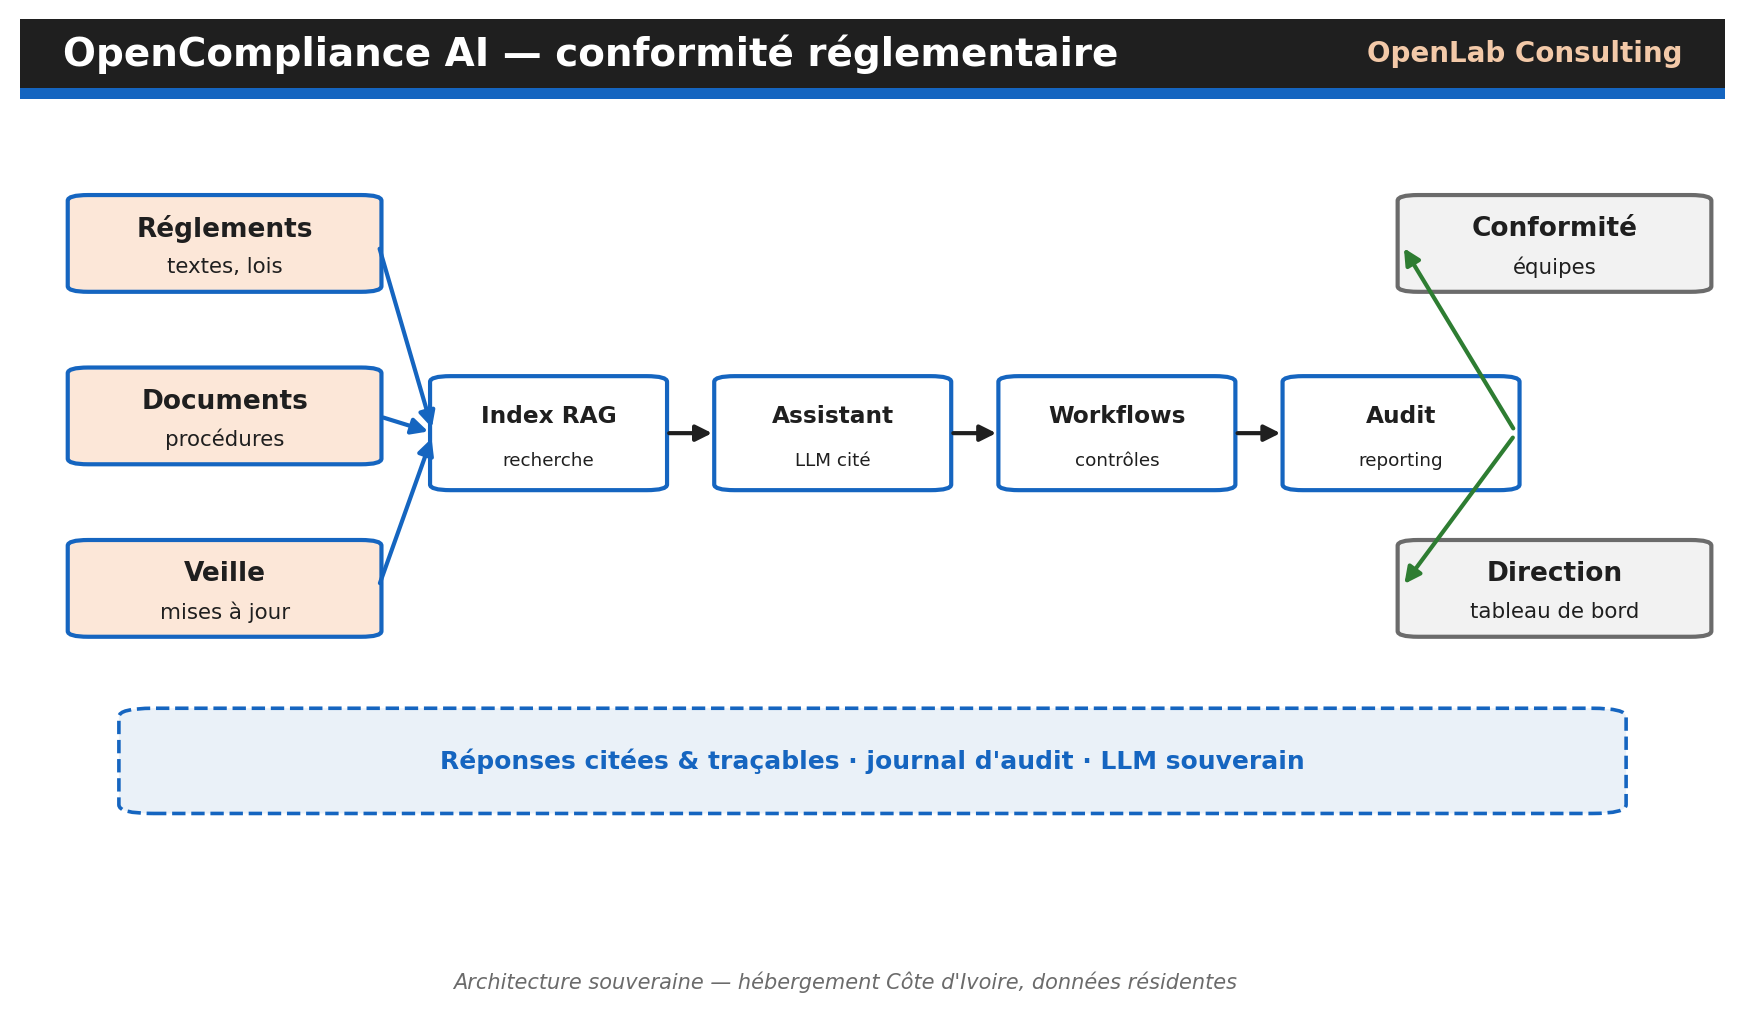 OpenCompliance AI — conformité réglementaire
OpenLab Consulting
Réglements
textes, lois
Documents
procédures
Veille
mises à jour
Index RAG
recherche
Assistant
LLM cité
Workflows
contrôles
Audit
reporting
Conformité
équipes
Direction
tableau de bord
Réponses citées & traçables · journal d'audit · LLM souverain
Architecture souveraine — hébergement Côte d'Ivoire, données résidentes